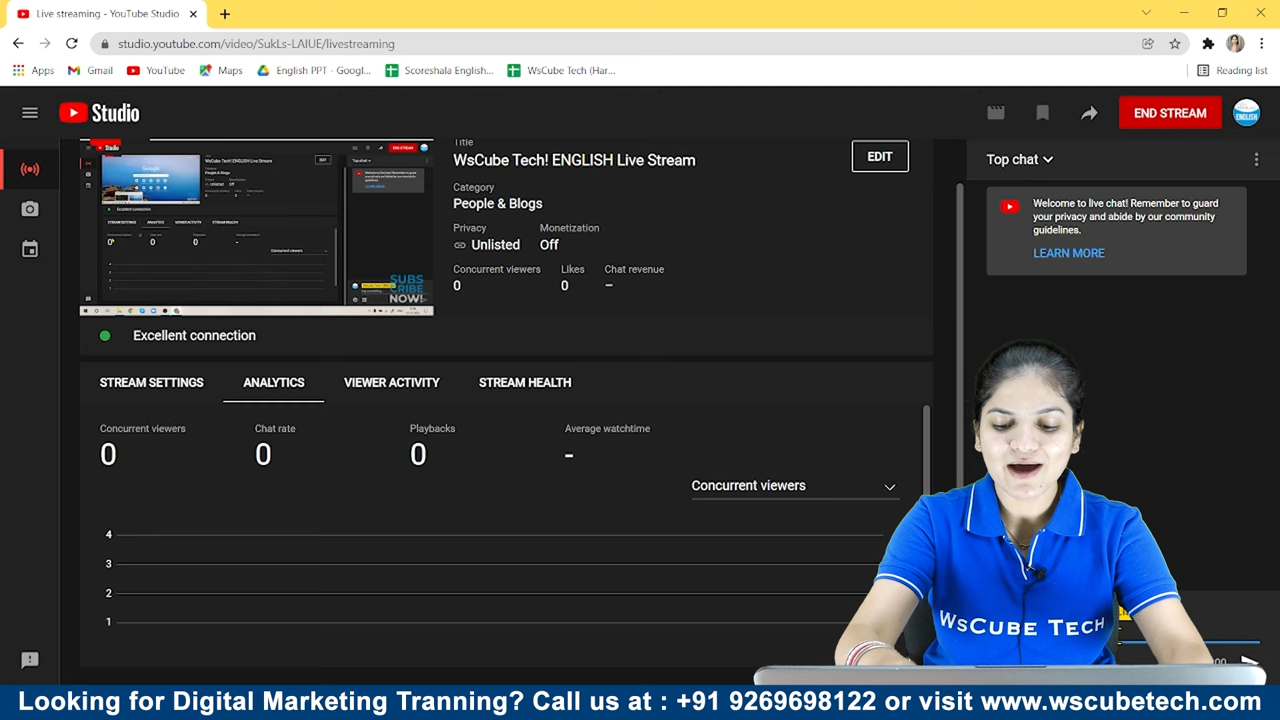 Live streaming - YouTube Studio
studio.youtube.com/video/SukLs-LAIUE/livestreaming
Apps Gmail YouTube Maps English PPT - Googl... Scoreshala English... WsCube Tech (Har... Reading list
Studio
END STREAM
ENGLISH
Title
WsCube Tech! ENGLISH Live Stream
EDIT
Category
People & Blogs
Privacy Monetization
Unlisted Off
Concurrent viewers Likes Chat revenue
0 0 –
SUBS
CRIBE
NOW!
Excellent connection
Top chat
Welcome to live chat! Remember to guard
your privacy and abide by our community
guidelines.
LEARN MORE
STREAM SETTINGS ANALYTICS VIEWER ACTIVITY STREAM HEALTH
Concurrent viewers Chat rate Playbacks Average watchtime
0 0 0 -
Concurrent viewers
4
3
2
1
WsCube Tech
Looking for Digital Marketing Tranning? Call us at : +91 9269698122 or visit www.wscubetech.com